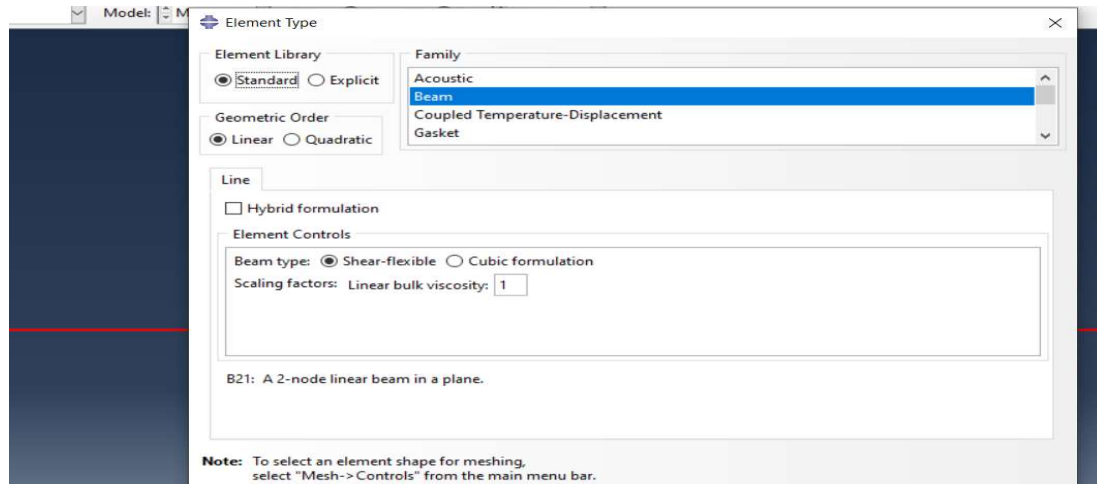 Model: M
Element Type
Element Library
Standard Explicit
Family
Acoustic
Beam
Coupled Temperature-Displacement
Gasket
Geometric Order
Linear Quadratic
Line
Hybrid formulation
Element Controls
Beam type: Shear-flexible Cubic formulation
Scaling factors: Linear bulk viscosity: 1
B21: A 2-node linear beam in a plane.
Note: To select an element shape for meshing,
select "Mesh->Controls" from the main menu bar.